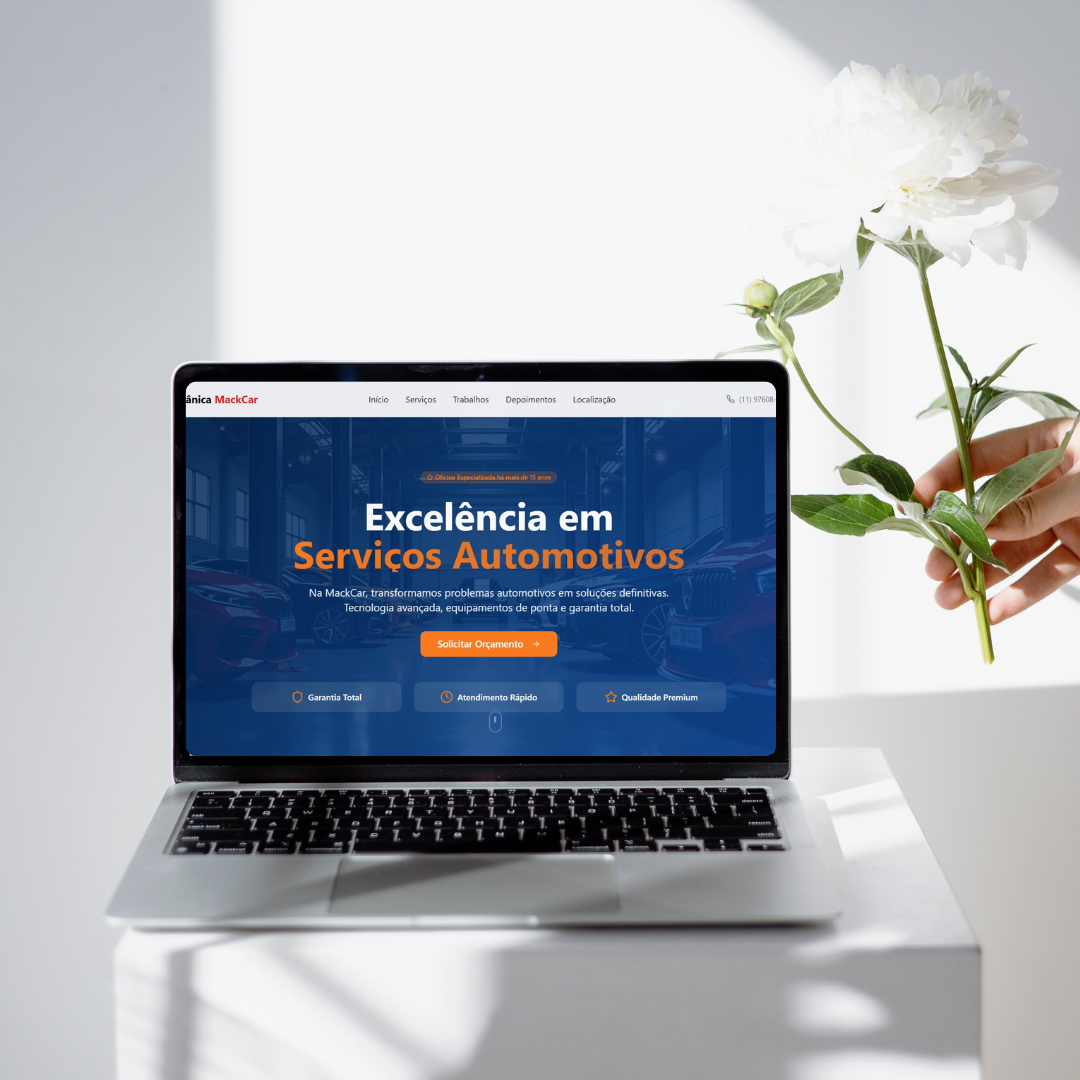 ânica MackCar
Início Serviços Trabalhos Depoimentos Localização
(11) 97608-
Oficina Especializada há mais de 15 anos
Excelência em
Serviços Automotivos
Na MackCar, transformamos problemas automotivos em soluções definitivas.
Tecnologia avançada, equipamentos de ponta e garantia total.
Solicitar Orçamento →
Garantia Total
Atendimento Rápido
Qualidade Premium
delete
return